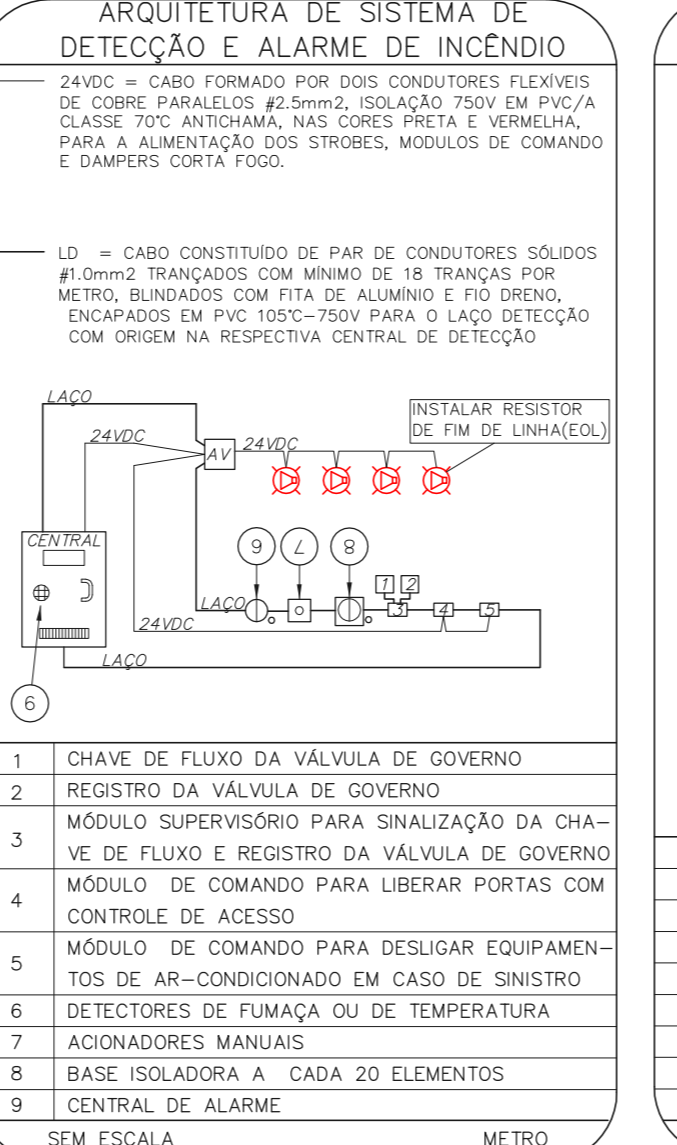 ARQUITETURA DE SISTEMA DE
DETECÇÃO E ALARME DE INCÊNDIO
24VDC = CABO FORMADO POR DOIS CONDUTORES FLEXÍVEIS
DE COBRE PARALELOS #2.5mm2, ISOLAÇÃO 750V EM PVC/A
CLASSE 70°C ANTICHAMA, NAS CORES PRETA E VERMELHA,
PARA A ALIMENTAÇÃO DOS STROBES, MODULOS DE COMANDO
E DAMPERS CORTA FOGO.
LD = CABO CONSTITUÍDO DE PAR DE CONDUTORES SÓLIDOS
#1.0mm2 TRANÇADOS COM MÍNIMO DE 18 TRANÇAS POR
METRO, BLINDADOS COM FITA DE ALUMÍNIO E FIO DRENO,
ENCAPADOS EM PVC 105°C-750V PARA O LAÇO DETECÇÃO
COM ORIGEM NA RESPECTIVA CENTRAL DE DETECÇÃO
LAÇO
INSTALAR RESISTOR
DE FIM DE LINHA(EOL)
24VDC
AV
24VDC
CENTRAL
9
7
8
1 2
LAÇO
3
4
5
24VDC
LAÇO
6
1 CHAVE DE FLUXO DA VÁLVULA DE GOVERNO
2 REGISTRO DA VÁLVULA DE GOVERNO
3 MÓDULO SUPERVISÓRIO PARA SINALIZAÇÃO DA CHA-
VE DE FLUXO E REGISTRO DA VÁLVULA DE GOVERNO
4 MÓDULO DE COMANDO PARA LIBERAR PORTAS COM
CONTROLE DE ACESSO
5 MÓDULO DE COMANDO PARA DESLIGAR EQUIPAMEN-
TOS DE AR-CONDICIONADO EM CASO DE SINISTRO
6 DETECTORES DE FUMAÇA OU DE TEMPERATURA
7 ACIONADORES MANUAIS
8 BASE ISOLADORA A CADA 20 ELEMENTOS
9 CENTRAL DE ALARME
SEM ESCALA METRO